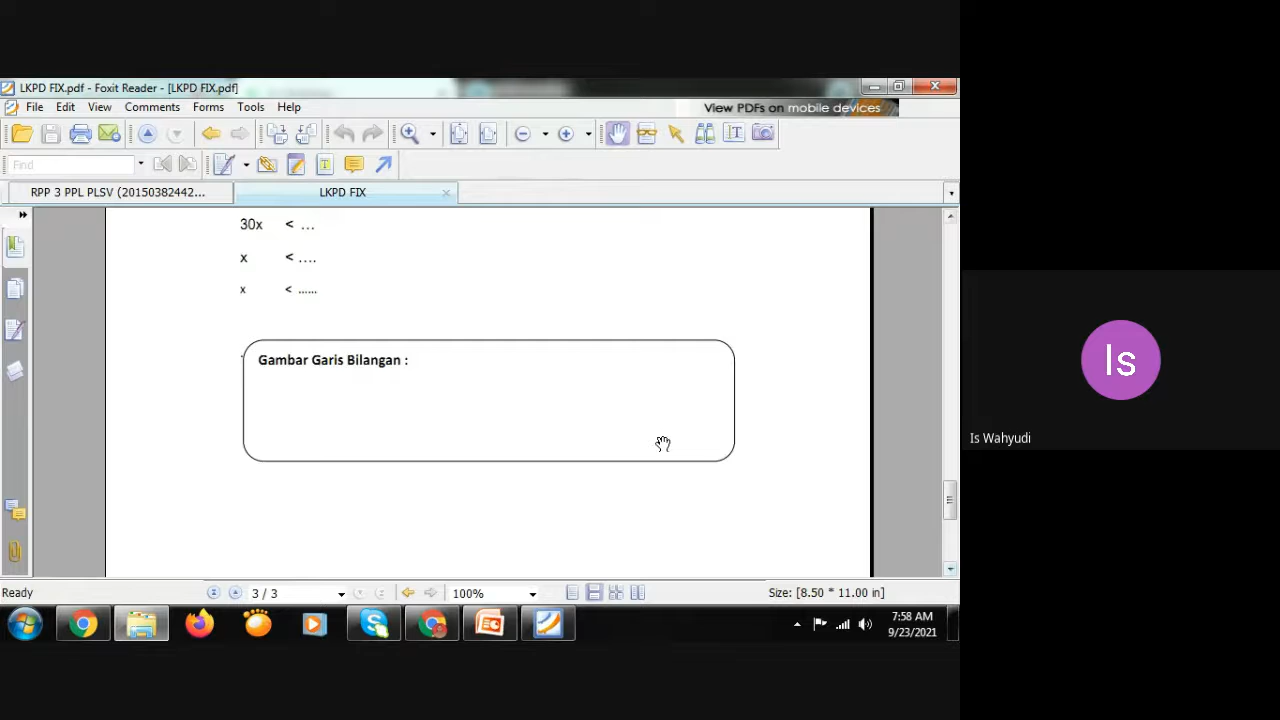 LKPD FIX.pdf - Foxit Reader - [LKPD FIX.pdf]
File Edit View Comments Forms Tools Help
View PDFs on mobile devices
Find
RPP 3 PPL PLSV (20150382442...
LKPD FIX
30x < ...
x < ....
x < ......
Gambar Garis Bilangan :
Is
Is Wahyudi
Ready
3 / 3
100%
Size: [8.50 * 11.00 in]
7:58 AM
9/23/2021